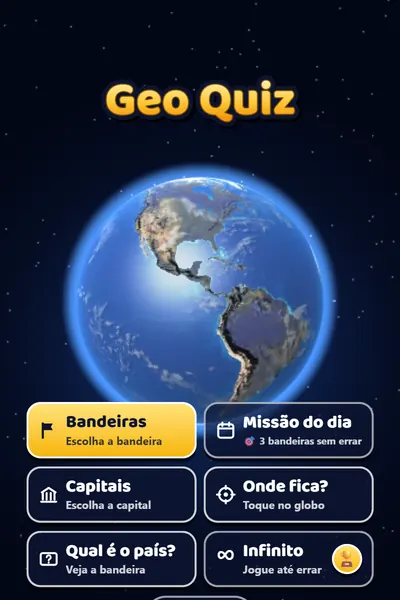 Geo Quiz
Bandeiras
Escolha a bandeira
Missão do dia
🎯 3 bandeiras sem errar
Capitais
Escolha a capital
Onde fica?
Toque no globo
Qual é o país?
Veja a bandeira
Infinito
Jogue até errar